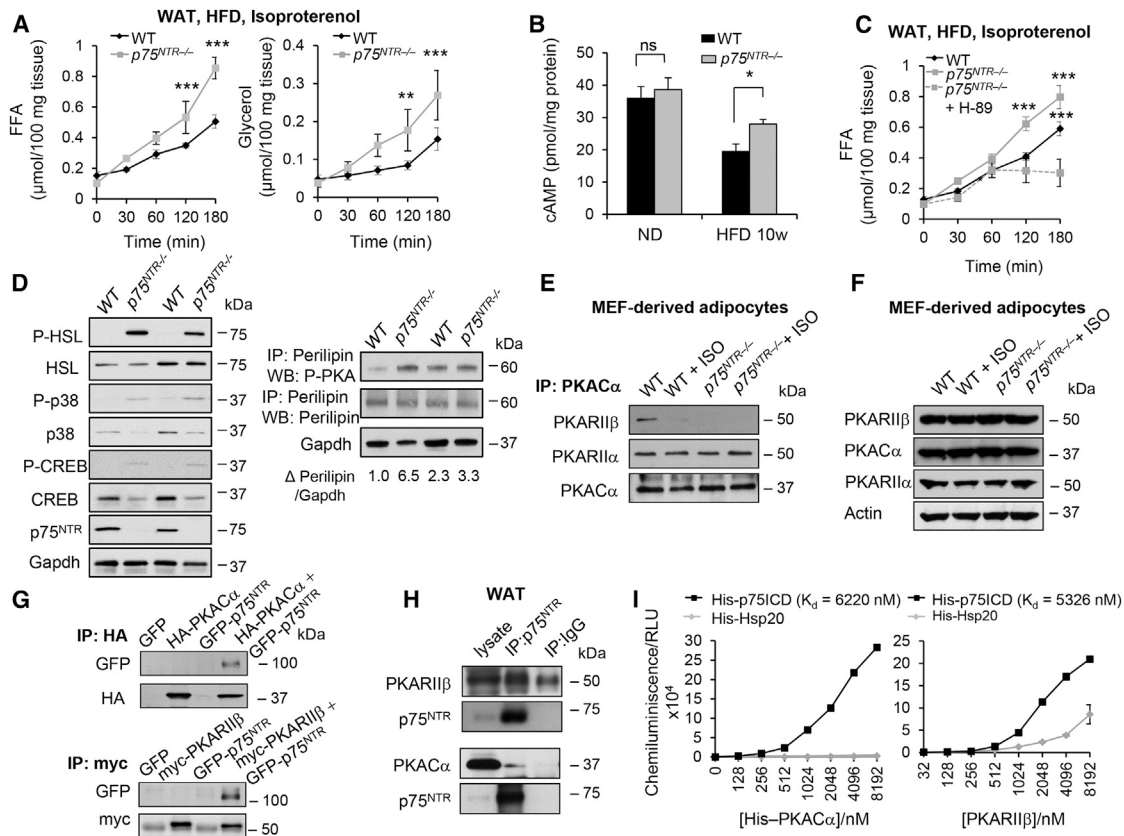 A
WAT, HFD, Isoproterenol
WT
p75NTR–/–
***
***
FFA
(µmol/100 mg tissue)
1
0.8
0.6
0.4
0.2
0
0 30 60 120 180
Time (min)
WT
p75NTR–/–
***
**
Glycerol
(µmol/100 mg tissue)
0.4
0.3
0.2
0.1
0
0 30 60 120 180
Time (min)
B
WT
p75NTR–/–
ns
*
cAMP (pmol/mg protein)
60
50
40
30
20
10
0
ND HFD 10w
C
WAT, HFD, Isoproterenol
WT
p75NTR–/–
p75NTR–/–
+ H-89
***
***
***
FFA
(µmol/100 mg tissue)
1
0.8
0.6
0.4
0.2
0
0 30 60 120 180
Time (min)
D
WT p75NTR–/– WT p75NTR–/–
kDa
P-HSL – 75
HSL – 75
P-p38 – 37
p38 – 37
P-CREB – 37
CREB – 37
p75NTR – 75
Gapdh – 37
WT p75NTR-/- WT p75NTR-/-
kDa
IP: Perilipin
WB: P-PKA – 60
IP: Perilipin
WB: Perilipin – 60
Gapdh – 37
Δ Perilipin
/Gapdh 1.0 6.5 2.3 3.3
E
MEF-derived adipocytes
WT WT + ISO p75NTR–/– p75NTR–/– + ISO
IP: PKACα kDa
PKARIIβ – 50
PKARIIα – 50
PKACα – 37
F
MEF-derived adipocytes
WT WT + ISO p75NTR–/– p75NTR–/– + ISO
kDa
PKARIIβ – 50
PKACα – 37
PKARIIα – 50
Actin – 37
G
GFP HA-PKACα GFP-p75NTR HA-PKACα + GFP-p75NTR
IP: HA kDa
GFP – 100
HA – 37
GFP myc-PKARIIβ GFP-p75NTR myc-PKARIIβ + GFP-p75NTR
IP: myc
GFP – 100
myc – 50
H
WAT
lysate IP:p75NTR IP:IgG
kDa
PKARIIβ – 50
p75NTR – 75
PKACα – 37
p75NTR – 75
I
His-p75ICD (Kd = 6220 nM)
His-Hsp20
Chemiluminiscence/RLU
x10⁴
30
25
20
15
10
5
0
0 128 256 512 1024 2048 4096 8192
[His–PKACα]/nM
His-p75ICD (Kd = 5326 nM)
His-Hsp20
25
20
15
10
5
0
32 128 256 512 1024 2048 4096 8192
[PKARIIβ]/nM